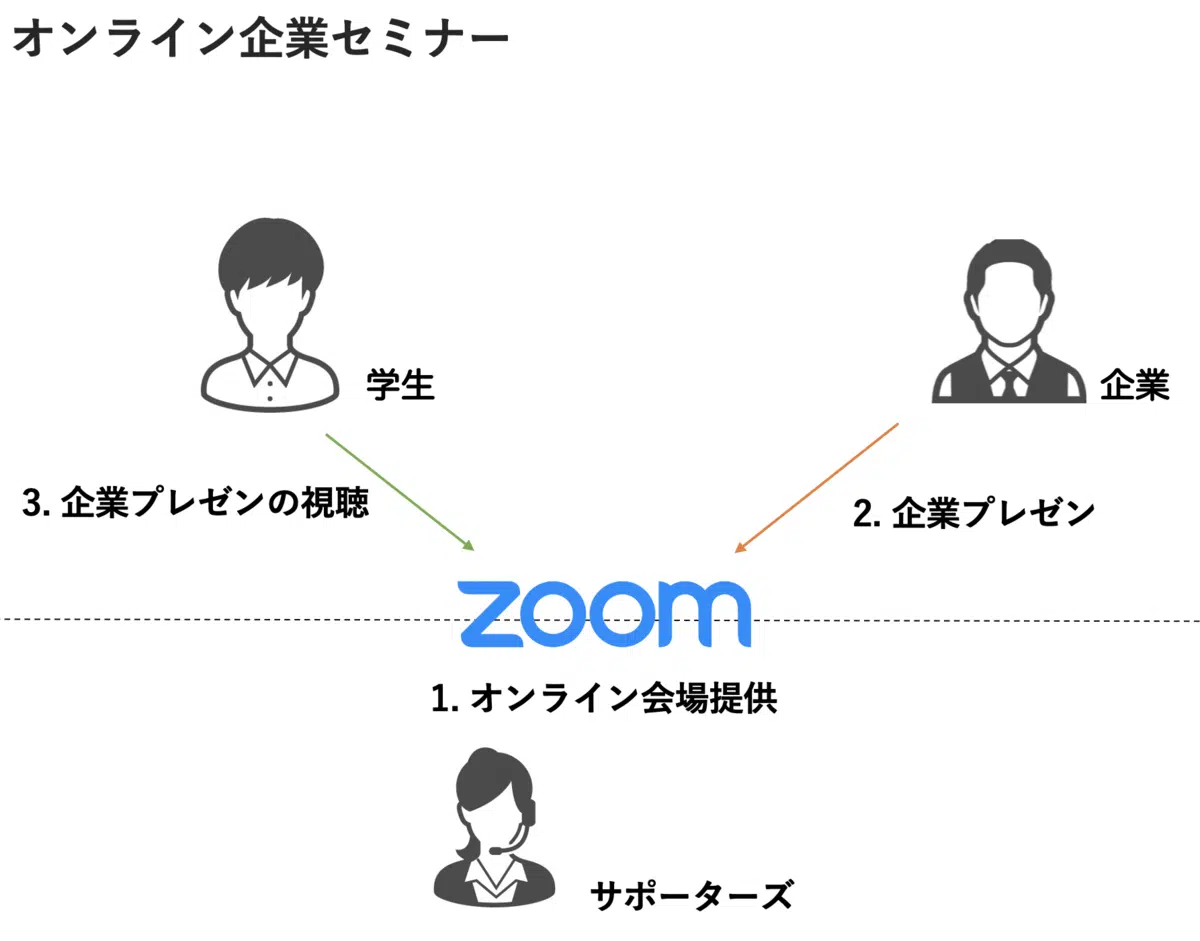 オンライン企業セミナー
学生
企業
3. 企業プレゼンの視聴
2. 企業プレゼン
zoom
1. オンライン会場提供
サポーターズ